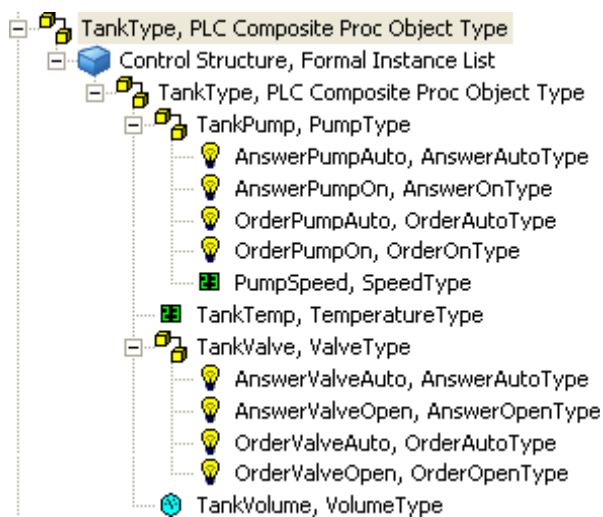 TankType, PLC Composite Proc Object Type
Control Structure, Formal Instance List
TankType, PLC Composite Proc Object Type
TankPump, PumpType
AnswerPumpAuto, AnswerAutoType
AnswerPumpOn, AnswerOnType
OrderPumpAuto, OrderAutoType
OrderPumpOn, OrderOnType
PumpSpeed, SpeedType
TankTemp, TemperatureType
TankValve, ValveType
AnswerValveAuto, AnswerAutoType
AnswerValveOpen, AnswerOpenType
OrderValveAuto, OrderAutoType
OrderValveOpen, OrderOpenType
TankVolume, VolumeType